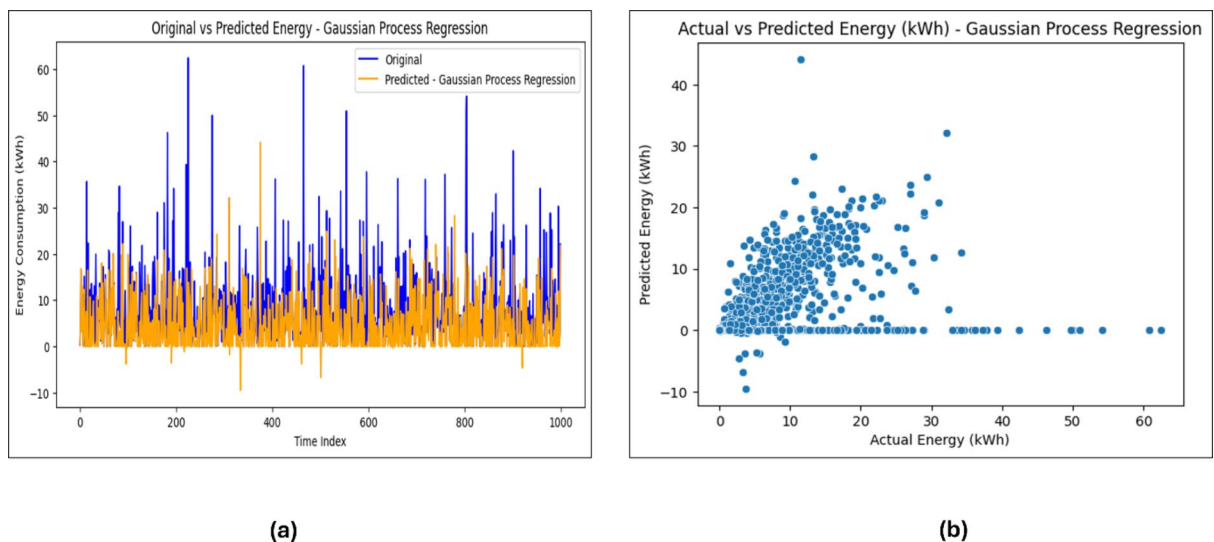 Original vs Predicted Energy - Gaussian Process Regression
Original
Predicted - Gaussian Process Regression
Energy Consumption (kWh)
60
50
40
30
20
10
0
−10
0 200 400 600 800 1000
Time Index
(a)
Actual vs Predicted Energy (kWh) - Gaussian Process Regression
Predicted Energy (kWh)
40
30
20
10
0
−10
0 10 20 30 40 50 60
Actual Energy (kWh)
(b)